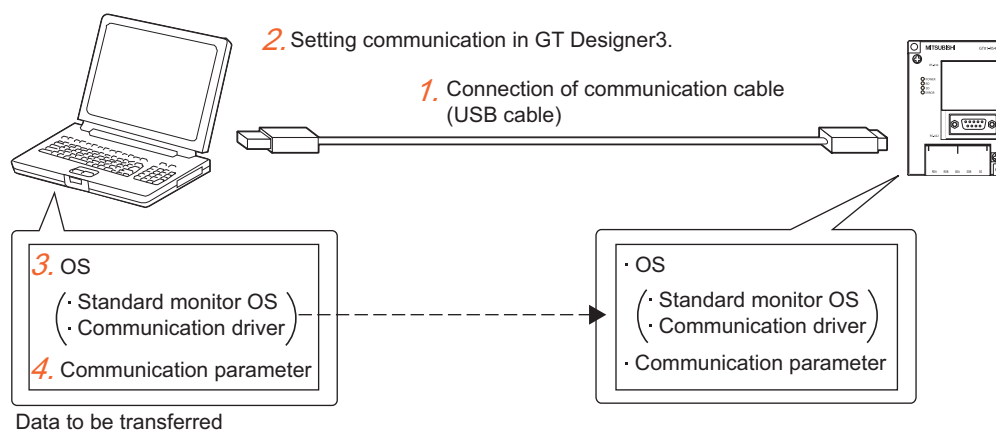 2. Setting communication in GT Designer3.
1. Connection of communication cable
(USB cable)
MITSUBISHI
POWER
3. OS
· Standard monitor OS
· Communication driver
4. Communication parameter
Data to be transferred
· OS
· Standard monitor OS
· Communication driver
· Communication parameter